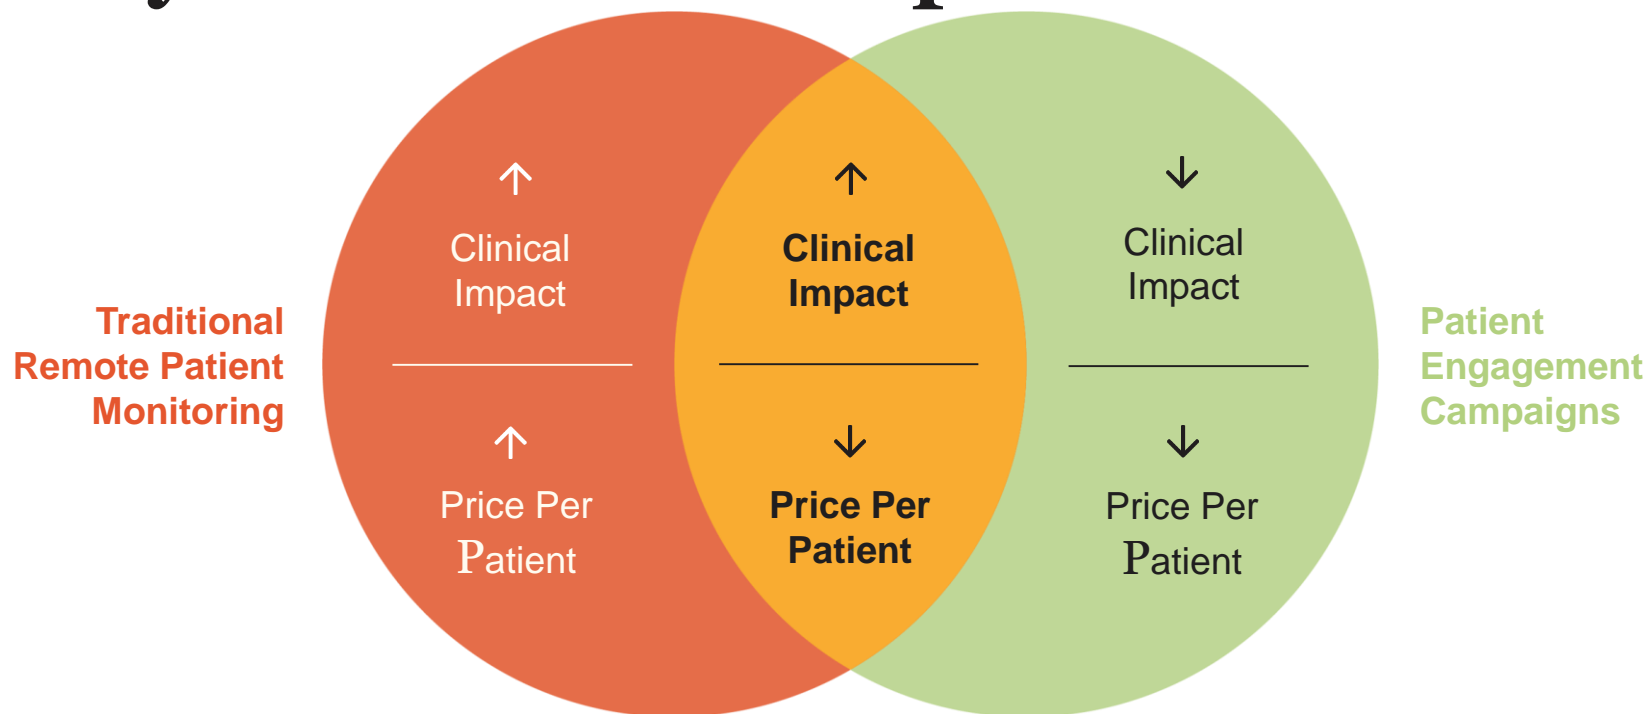 Traditional
Remote Patient
Monitoring
↑
Clinical
Impact
↑
Price Per
Patient
↑
Clinical
Impact
↓
Price Per
Patient
↓
Clinical
Impact
↓
Price Per
Patient
Patient
Engagement
Campaigns